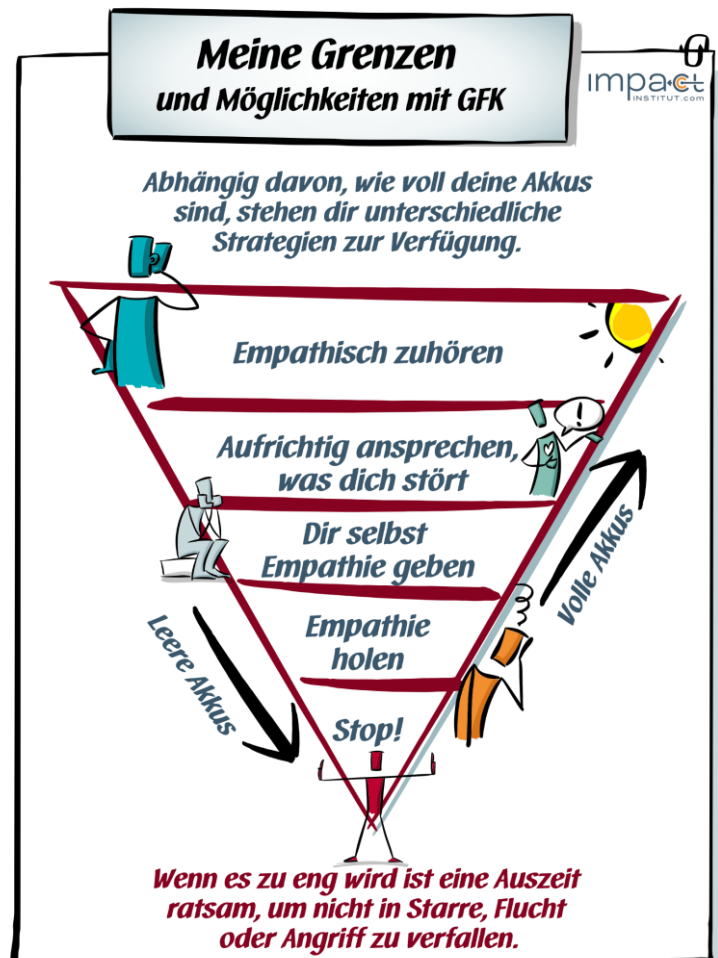 Meine Grenzen
und Möglichkeiten mit GFK
impact
INSTITUT.com
Abhängig davon, wie voll deine Akkus
sind, stehen dir unterschiedliche
Strategien zur Verfügung.
Empathisch zuhören
!
Aufrichtig ansprechen,
was dich stört
Dir selbst
Empathie geben
Volle Akkus
Empathie
holen
Leere Akkus
Stop!
Wenn es zu eng wird ist eine Auszeit
ratsam, um nicht in Starre, Flucht
oder Angriff zu verfallen.